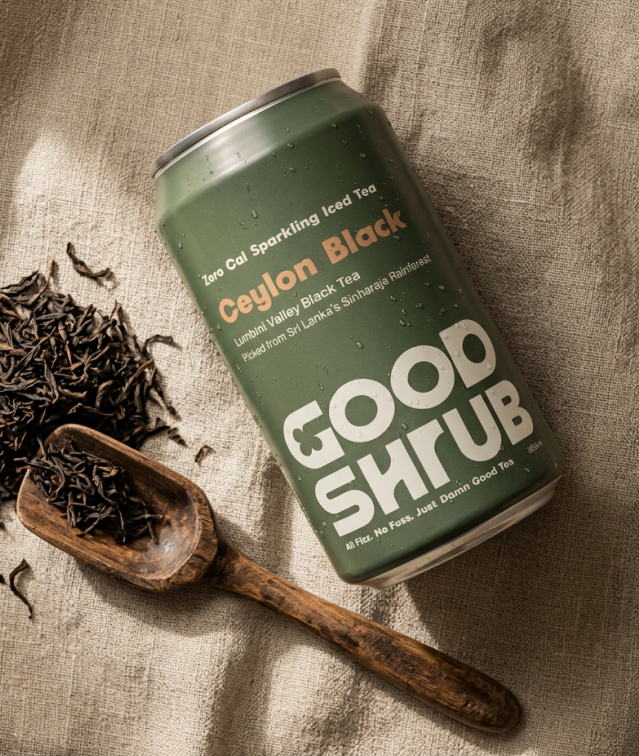 Zero Cal Sparkling Iced Tea
Ceylon Black
Lumbini Valley Black Tea
Picked from Sri Lanka's Sinharaja Rainforest
GOOD
SHRUB
All Fizz. No Fuss. Just Damn Good Tea